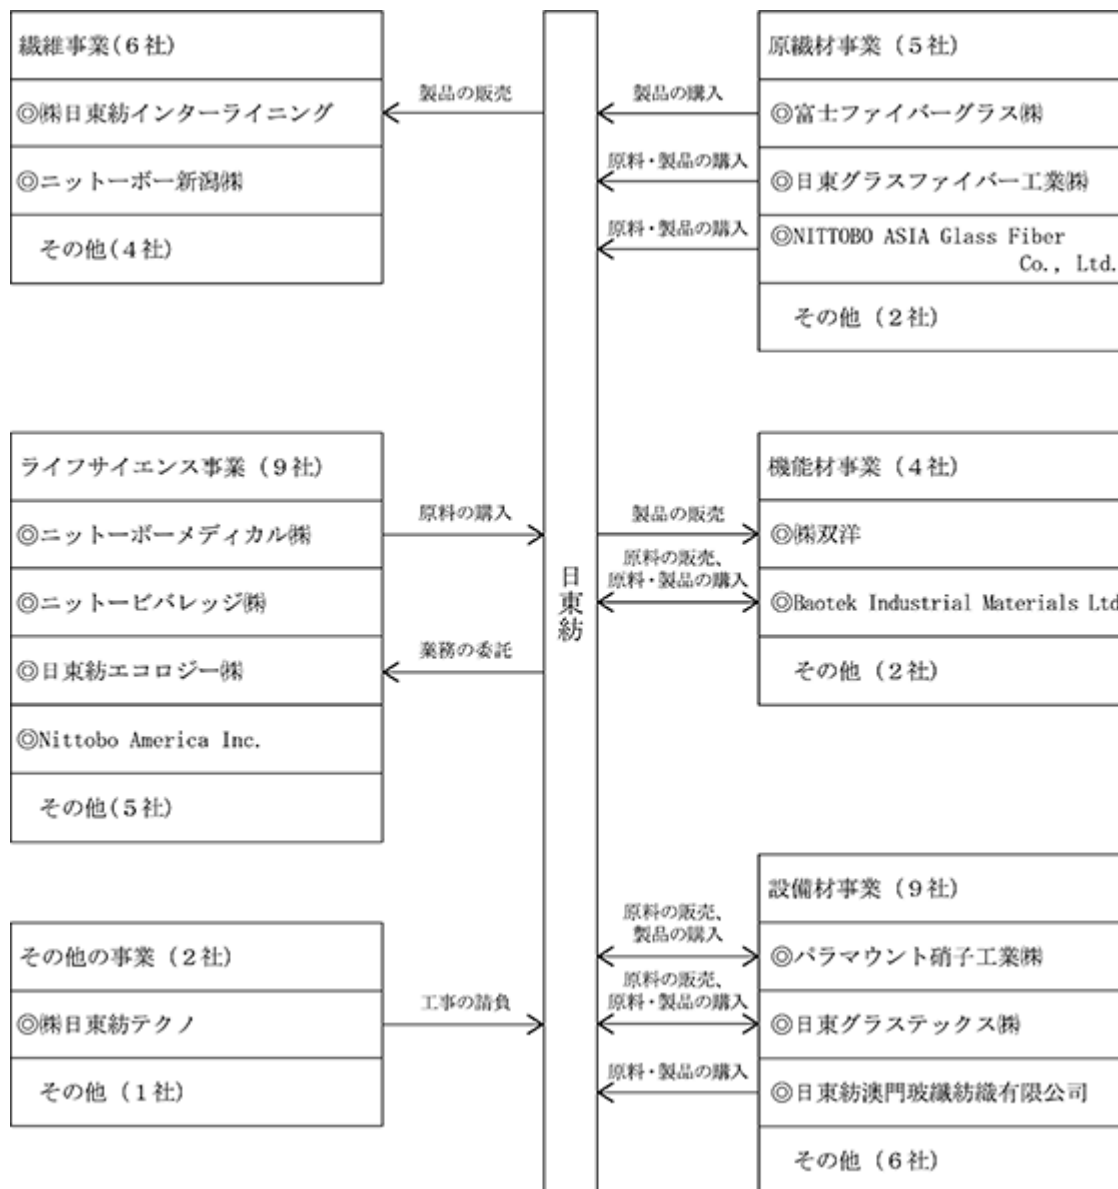 繊維事業(6社)
◎㈱日東紡インターライニング
◎ニットーボー新潟㈱
その他(4社)
製品の販売
ライフサイエンス事業(9社)
◎ニットーボーメディカル㈱
◎ニットービバレッジ㈱
◎日東紡エコロジー㈱
◎Nittobo America Inc.
その他(5社)
原料の購入
業務の委託
その他の事業(2社)
◎㈱日東紡テクノ
その他(1社)
工事の請負
日東紡
原繊材事業(5社)
◎富士ファイバーグラス㈱
◎日東グラスファイバー工業㈱
◎NITTOBO ASIA Glass Fiber
Co., Ltd.
その他(2社)
製品の購入
原料・製品の購入
原料・製品の購入
機能材事業(4社)
◎㈱双洋
◎Baotek Industrial Materials Ltd
その他(2社)
製品の販売
原料の販売、
原料・製品の購入
設備材事業(9社)
◎パラマウント硝子工業㈱
◎日東グラステックス㈱
◎日東紡澳門玻纖紡織有限公司
その他(6社)
原料の販売、
製品の購入
原料の販売、
原料・製品の購入
原料・製品の購入